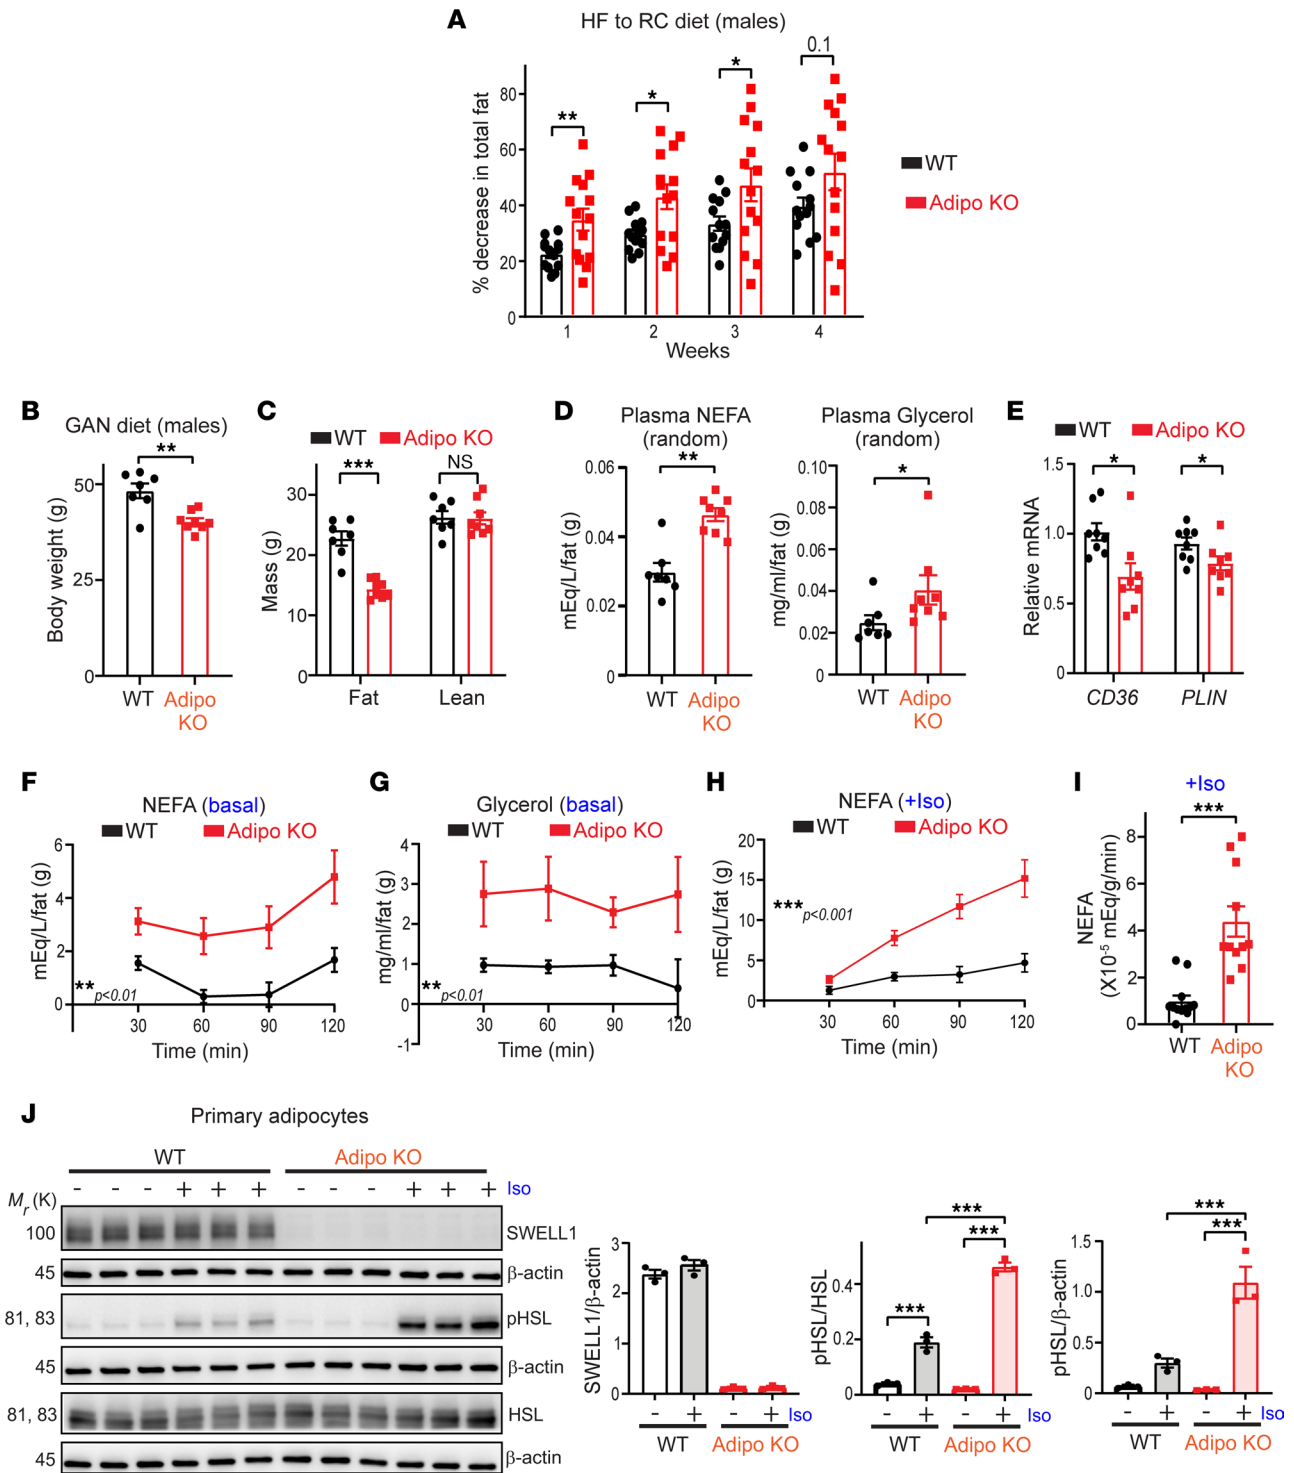 A
HF to RC diet (males)
% decrease in total fat
80
60
40
20
0
**
*
*
0.1
1
2
3
4
Weeks
WT
Adipo KO
B
GAN diet (males)
**
Body weight (g)
50
25
0
WT
Adipo
KO
C
WT
Adipo KO
***
NS
Mass (g)
30
20
10
0
Fat
Lean
D
Plasma NEFA
(random)
**
mEq/L/fat (g)
0.06
0.04
0.02
0
WT
Adipo
KO
Plasma Glycerol
(random)
*
mg/ml/fat (g)
0.10
0.08
0.06
0.04
0.02
0
WT
Adipo
KO
E
WT
Adipo KO
*
*
Relative mRNA
1.5
1.0
0.5
0
CD36
PLIN
F
NEFA (basal)
WT
Adipo KO
mEq/L/fat (g)
6
4
2
0
**p<0.01
30
60
90
120
Time (min)
G
Glycerol (basal)
WT
Adipo KO
mg/ml/fat (g)
4
3
2
1
0
-1
**p<0.01
30
60
90
120
Time (min)
H
NEFA (+Iso)
WT
Adipo KO
mEq/L/fat (g)
20
15
10
5
0
***p<0.001
30
60
90
120
Time (min)
I
+Iso
***
NEFA
(X10-5 mEq/g/min)
8
6
4
2
0
WT
Adipo
KO
J
Primary adipocytes
WT
Adipo KO
- - - + + + - - - + + + Iso
Mr (K)
100
SWELL1
45
β-actin
81, 83
pHSL
45
β-actin
81, 83
HSL
45
β-actin
SWELL1/β-actin
3
2
1
0
- + - + Iso
WT
Adipo KO
pHSL/HSL
0.4
0.2
0
***
***
***
- + - + Iso
WT
Adipo KO
pHSL/β-actin
1.5
1.0
0.5
0
***
***
- + - + Iso
WT
Adipo KO